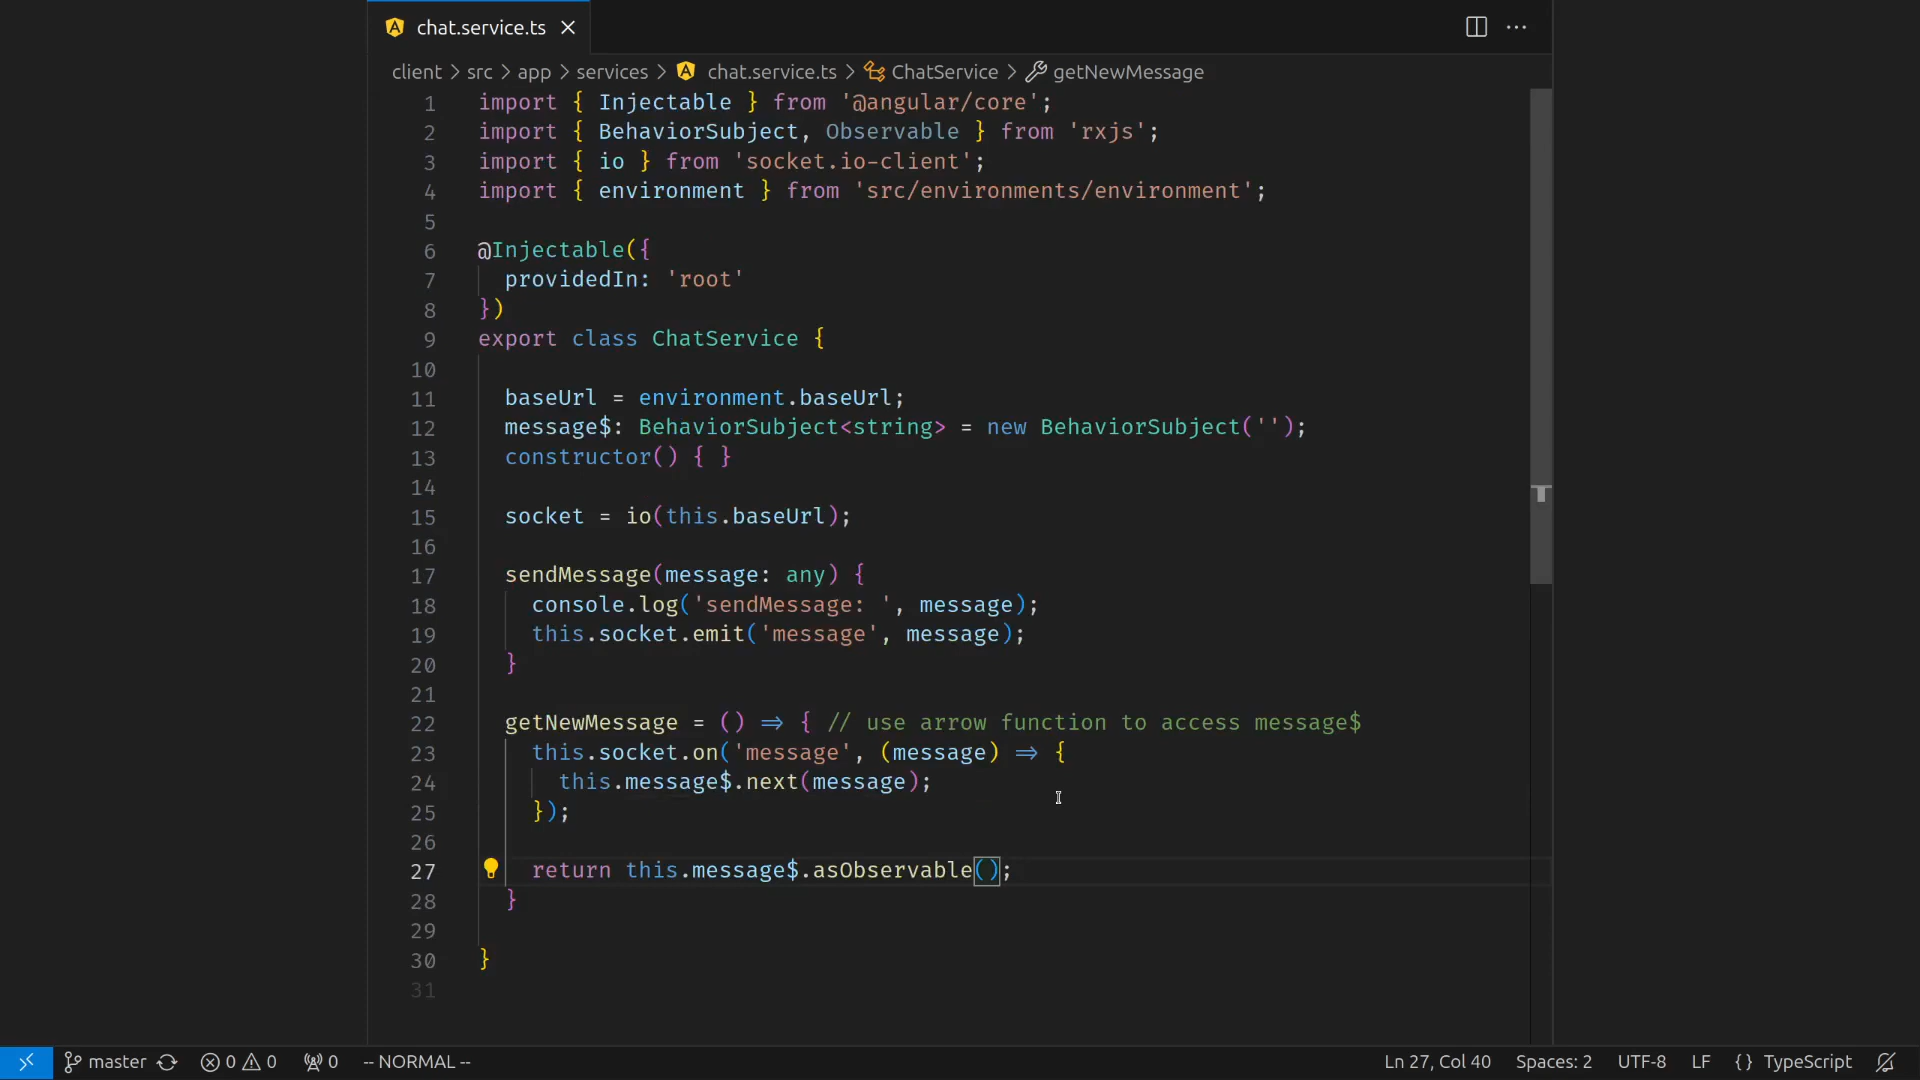 chat.service.ts
client > src > app > services > chat.service.ts > ChatService > getNewMessage
1 import { Injectable } from '@angular/core';
2 import { BehaviorSubject, Observable } from 'rxjs';
3 import { io } from 'socket.io-client';
4 import { environment } from 'src/environments/environment';
5
6 @Injectable({
7   providedIn: 'root'
8 })
9 export class ChatService {
10
11   baseUrl = environment.baseUrl;
12   message$: BehaviorSubject<string> = new BehaviorSubject('');
13   constructor() { }
14
15   socket = io(this.baseUrl);
16
17   sendMessage(message: any) {
18     console.log('sendMessage: ', message);
19     this.socket.emit('message', message);
20   }
21
22   getNewMessage = () => { // use arrow function to access message$
23     this.socket.on('message', (message) => {
24       this.message$.next(message);
25     });
26
27     return this.message$.asObservable();
28   }
29
30 }
31
master 0 0 0 -- NORMAL -- Ln 27, Col 40 Spaces: 2 UTF-8 LF {} TypeScript